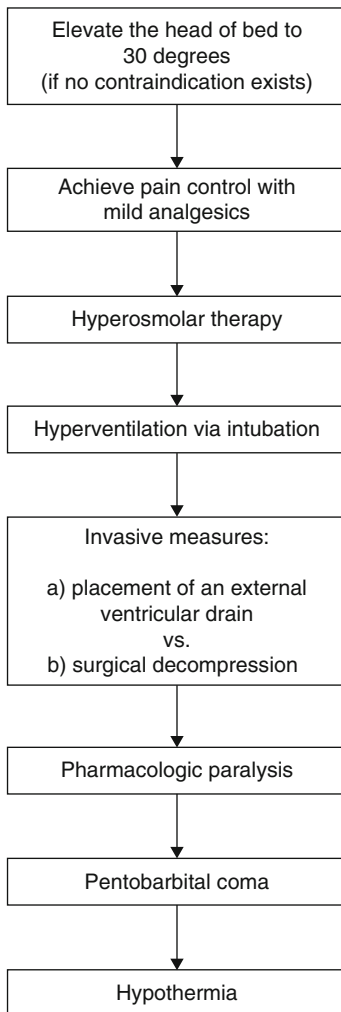 Elevate the head of bed to
30 degrees
(if no contraindication exists)
Achieve pain control with
mild analgesics
Hyperosmolar therapy
Hyperventilation via intubation
Invasive measures:
a) placement of an external
ventricular drain
vs.
b) surgical decompression
Pharmacologic paralysis
Pentobarbital coma
Hypothermia